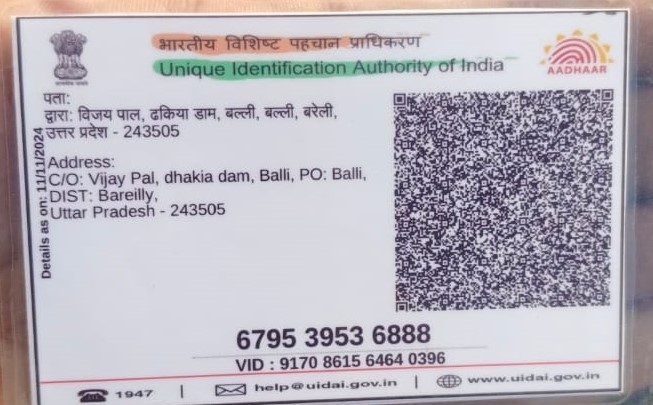 भारतीय विशिष्ट पहचान प्राधिकरण
Unique Identification Authority of India
AADHAAR
पता:
द्वारा: विजय पाल, ढकिया डाम, बल्ली, बल्ली, बरेली,
उत्तर प्रदेश - 243505
Details as on: 11/11/2024
Address:
C/O: Vijay Pal, dhakia dam, Balli, PO: Balli,
DIST: Bareilly,
Uttar Pradesh - 243505
6795 3953 6888
VID : 9170 8615 6464 0396
1947 | help@uidai.gov.in | www.uidai.gov.in